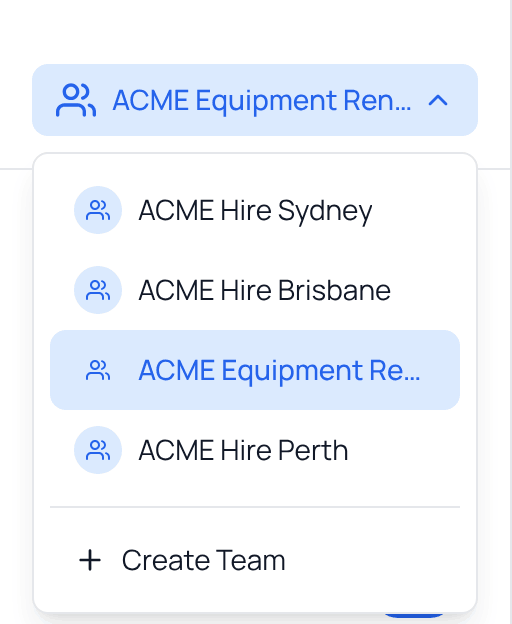 ACME Equipment Ren...
ACME Hire Sydney
ACME Hire Brisbane
ACME Equipment Re...
ACME Hire Perth
Create Team